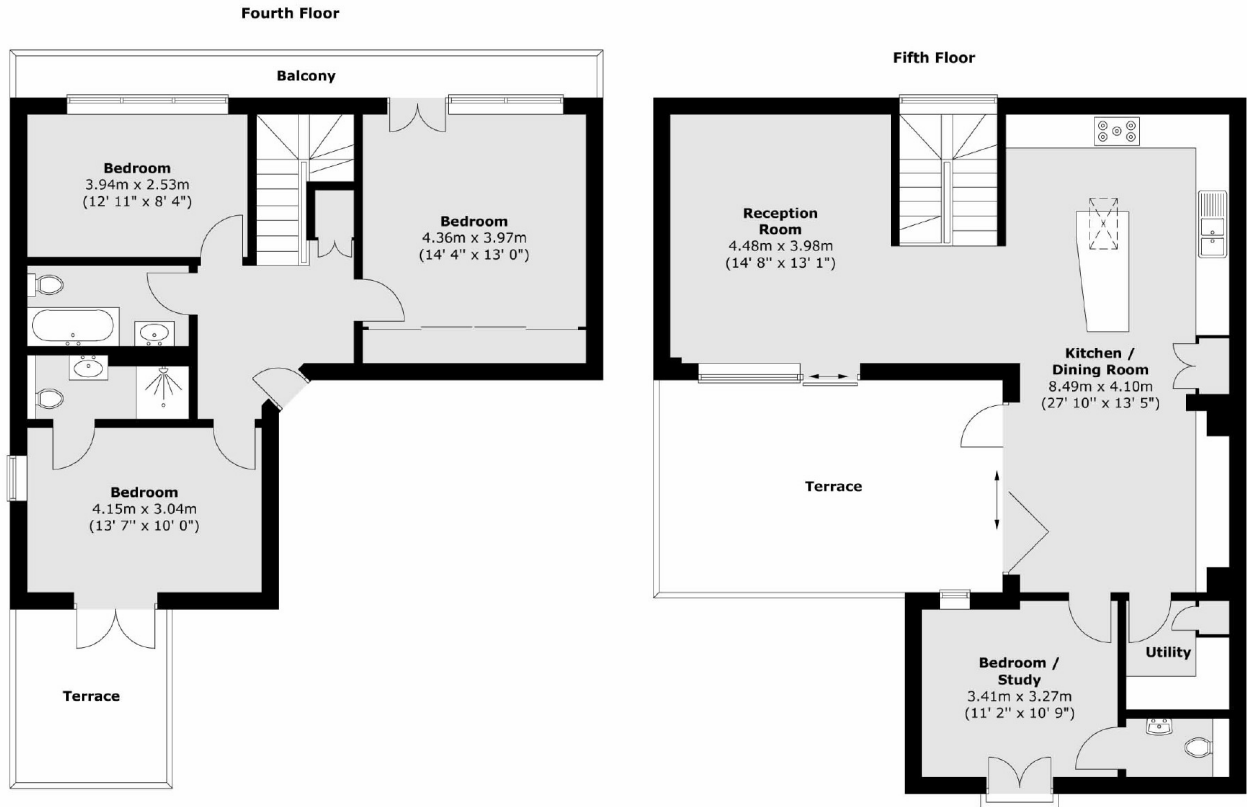 Fourth Floor
Balcony
Bedroom
3.94m x 2.53m
(12' 11" x 8' 4")
Bedroom
4.36m x 3.97m
(14' 4" x 13' 0")
Bedroom
4.15m x 3.04m
(13' 7" x 10' 0")
Terrace
Fifth Floor
Reception
Room
4.48m x 3.98m
(14' 8" x 13' 1")
Kitchen /
Dining Room
8.49m x 4.10m
(27' 10" x 13' 5")
Terrace
Bedroom /
Study
3.41m x 3.27m
(11' 2" x 10' 9")
Utility